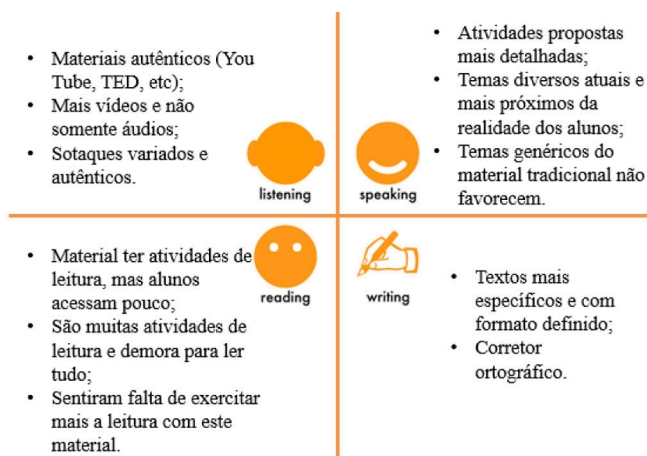 • Materiais autênticos (You
Tube, TED, etc);
• Mais vídeos e não
somente áudios;
• Sotaques variados e
autênticos.
listening
• Atividades propostas
mais detalhadas;
• Temas diversos atuais e
mais próximos da
realidade dos alunos;
• Temas genéricos do
material tradicional não
favorecem.
speaking
• Material ter atividades de
leitura, mas alunos
acessam pouco;
• São muitas atividades de
leitura e demora para ler
tudo;
• Sentiram falta de exercitar
mais a leitura com este
material.
reading
writing
• Textos mais
específicos e com
formato definido;
• Corretor
ortográfico.